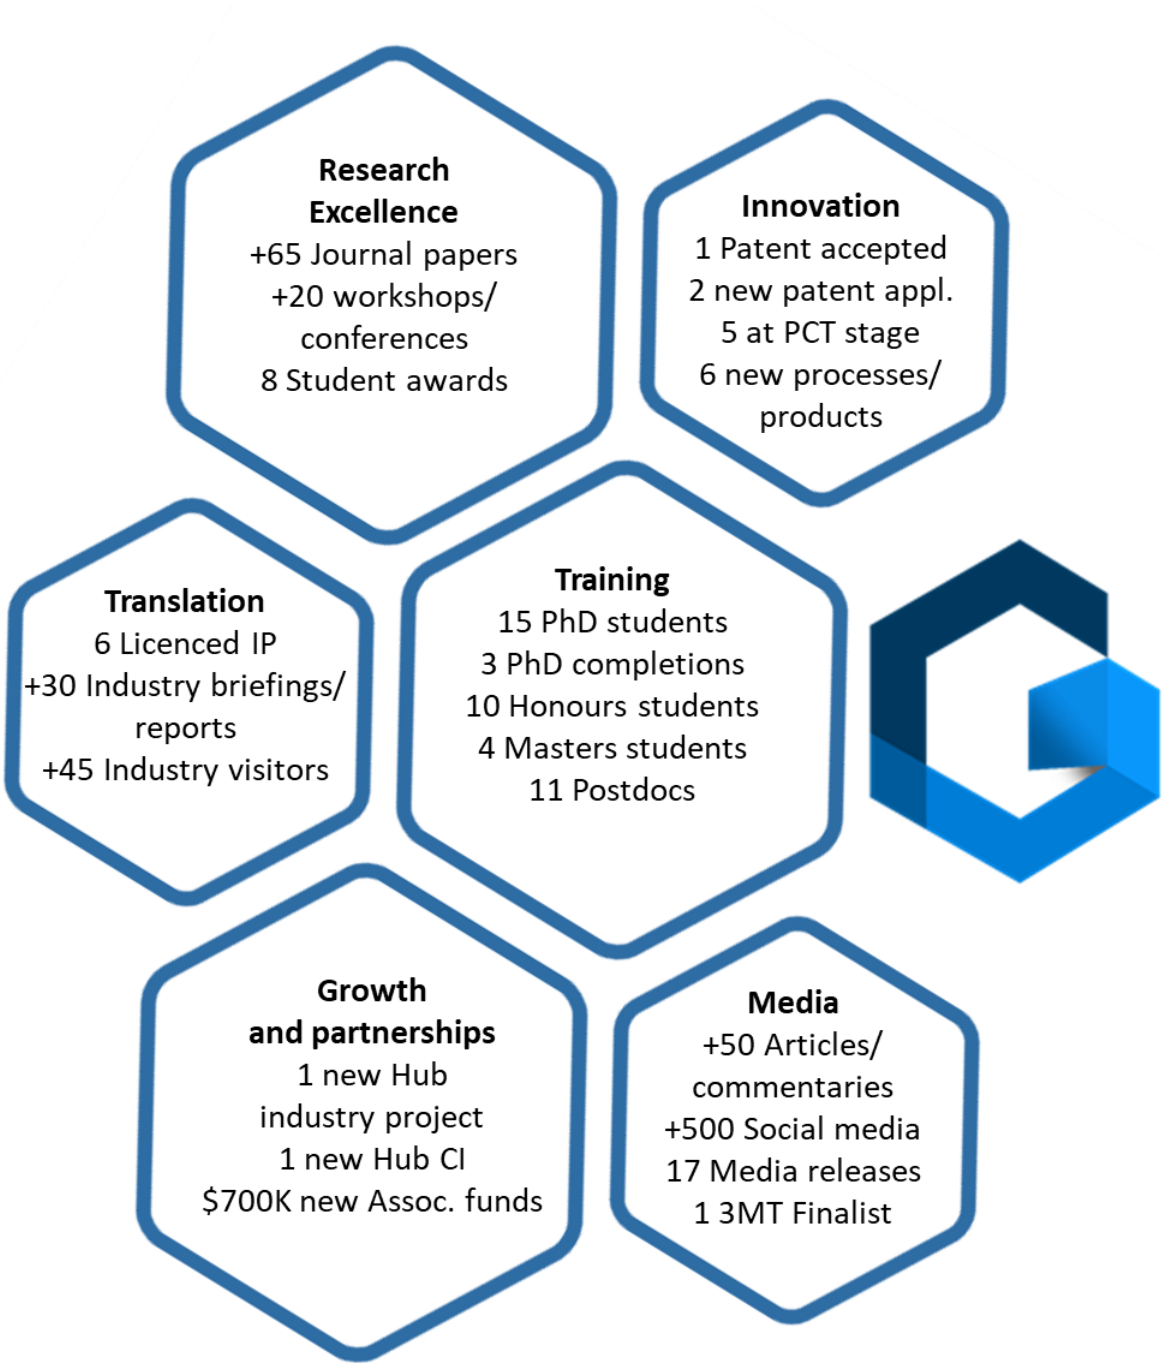 Research
Excellence
+65 Journal papers
+20 workshops/
conferences
8 Student awards
Innovation
1 Patent accepted
2 new patent appl.
5 at PCT stage
6 new processes/
products
Translation
6 Licenced IP
+30 Industry briefings/
reports
+45 Industry visitors
Training
15 PhD students
3 PhD completions
10 Honours students
4 Masters students
11 Postdocs
Growth
and partnerships
1 new Hub
industry project
1 new Hub CI
$700K new Assoc. funds
Media
+50 Articles/
commentaries
+500 Social media
17 Media releases
1 3MT Finalist